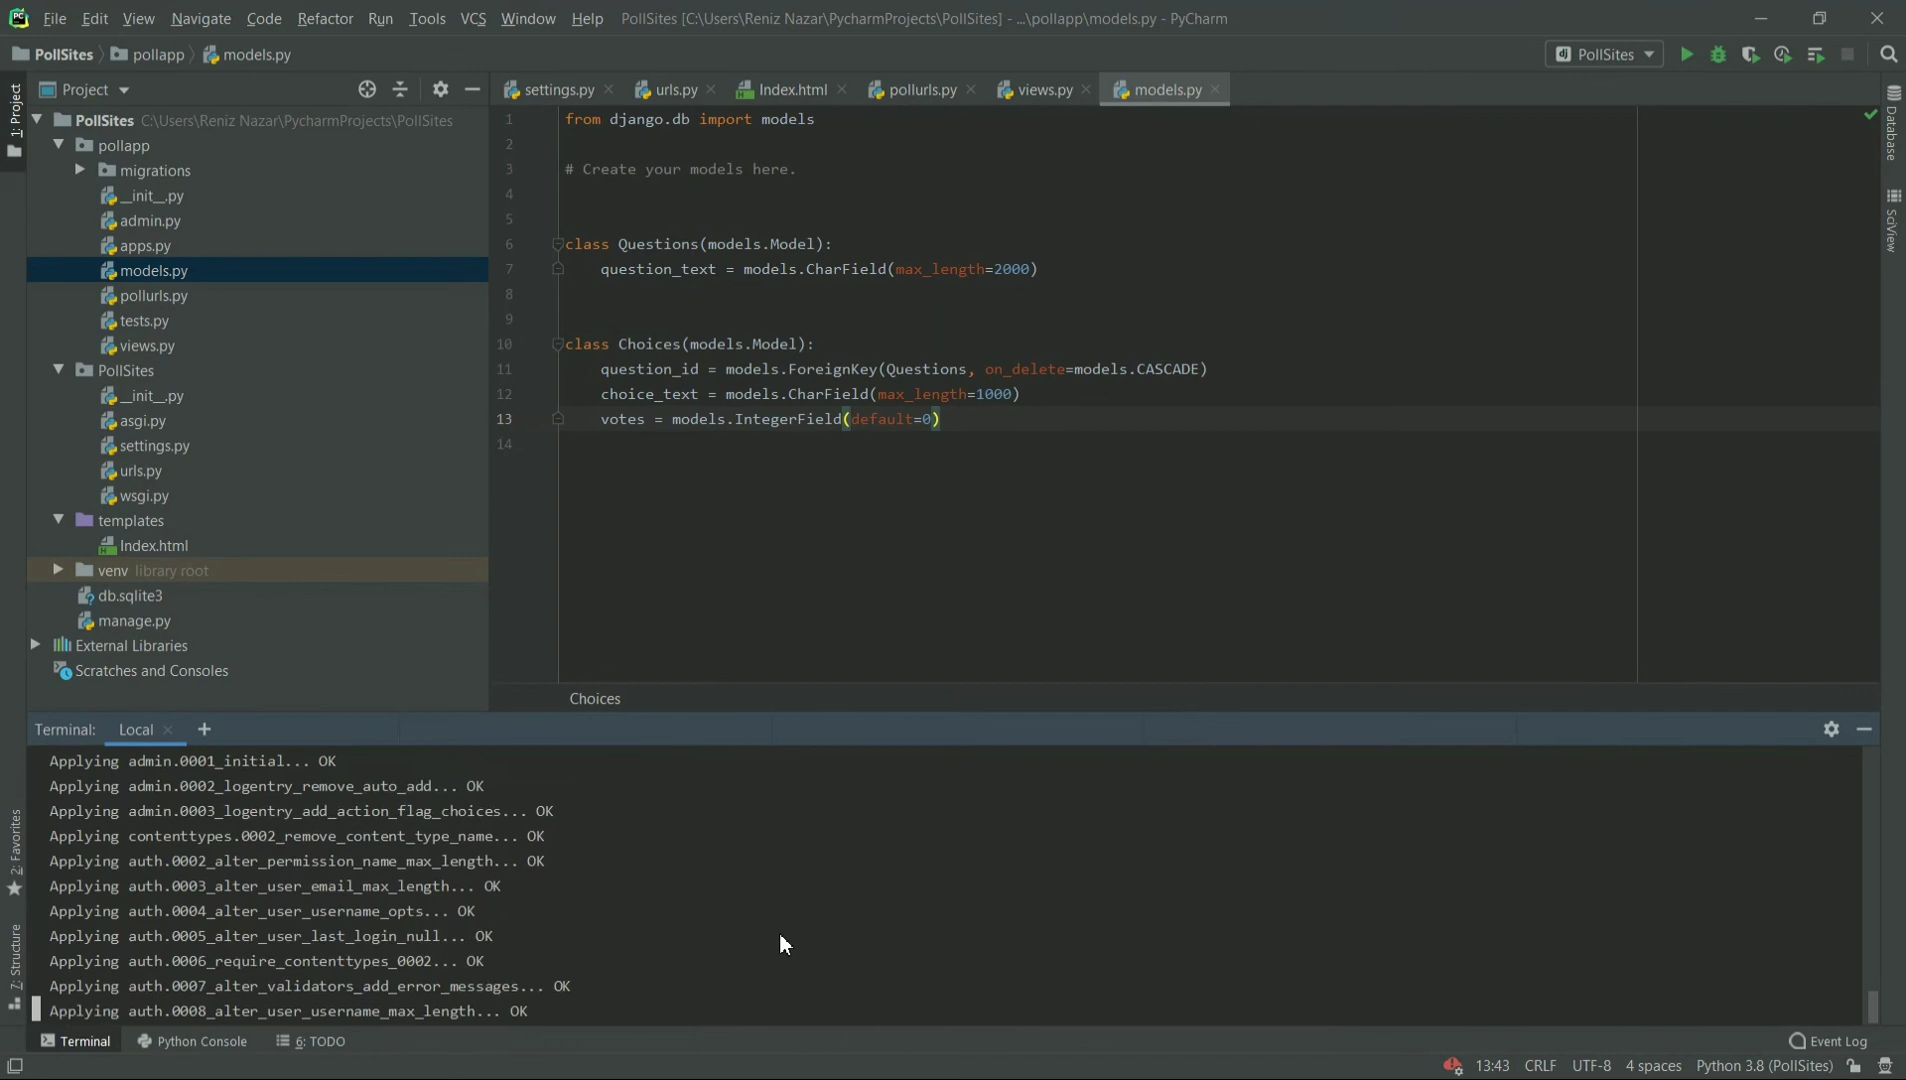 File Edit View Navigate Code Refactor Run Tools VCS Window Help PollSites [C:\Users\Reniz Nazar\PycharmProjects\PollSites] - ...\pollapp\models.py - PyCharm
PollSites pollapp models.py
PollSites
1: Project
Project
settings.py urls.py Index.html pollurls.py views.py models.py
PollSites C:\Users\Reniz Nazar\PycharmProjects\PollSites
pollapp
migrations
__init__.py
admin.py
apps.py
models.py
pollurls.py
tests.py
views.py
PollSites
__init__.py
asgi.py
settings.py
urls.py
wsgi.py
templates
Index.html
venv library root
db.sqlite3
manage.py
External Libraries
Scratches and Consoles
1 from django.db import models
2
3 # Create your models here.
4
5
6 class Questions(models.Model):
7 question_text = models.CharField(max_length=2000)
8
9
10 class Choices(models.Model):
11 question_id = models.ForeignKey(Questions, on_delete=models.CASCADE)
12 choice_text = models.CharField(max_length=1000)
13 votes = models.IntegerField(default=0)
14
Choices
Database
SciView
Terminal: Local +
Applying admin.0001_initial... OK
Applying admin.0002_logentry_remove_auto_add... OK
Applying admin.0003_logentry_add_action_flag_choices... OK
Applying contenttypes.0002_remove_content_type_name... OK
Applying auth.0002_alter_permission_name_max_length... OK
Applying auth.0003_alter_user_email_max_length... OK
Applying auth.0004_alter_user_username_opts... OK
Applying auth.0005_alter_user_last_login_null... OK
Applying auth.0006_require_contenttypes_0002... OK
Applying auth.0007_alter_validators_add_error_messages... OK
Applying auth.0008_alter_user_username_max_length... OK
2: Favorites
7: Structure
Terminal Python Console 6: TODO Event Log
13:43 CRLF UTF-8 4 spaces Python 3.8 (PollSites)